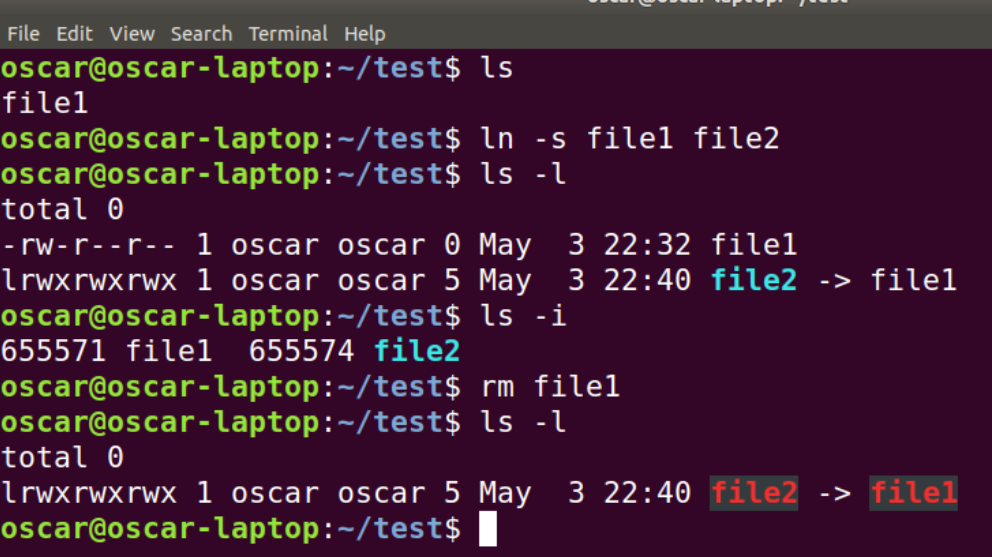 File Edit View Search Terminal Help
oscar@oscar-laptop:~/test$ ls
file1
oscar@oscar-laptop:~/test$ ln -s file1 file2
oscar@oscar-laptop:~/test$ ls -l
total 0
-rw-r--r-- 1 oscar oscar 0 May  3 22:32 file1
lrwxrwxrwx 1 oscar oscar 5 May  3 22:40 file2 -> file1
oscar@oscar-laptop:~/test$ ls -i
655571 file1  655574 file2
oscar@oscar-laptop:~/test$ rm file1
oscar@oscar-laptop:~/test$ ls -l
total 0
lrwxrwxrwx 1 oscar oscar 5 May  3 22:40 file2 -> file1
oscar@oscar-laptop:~/test$